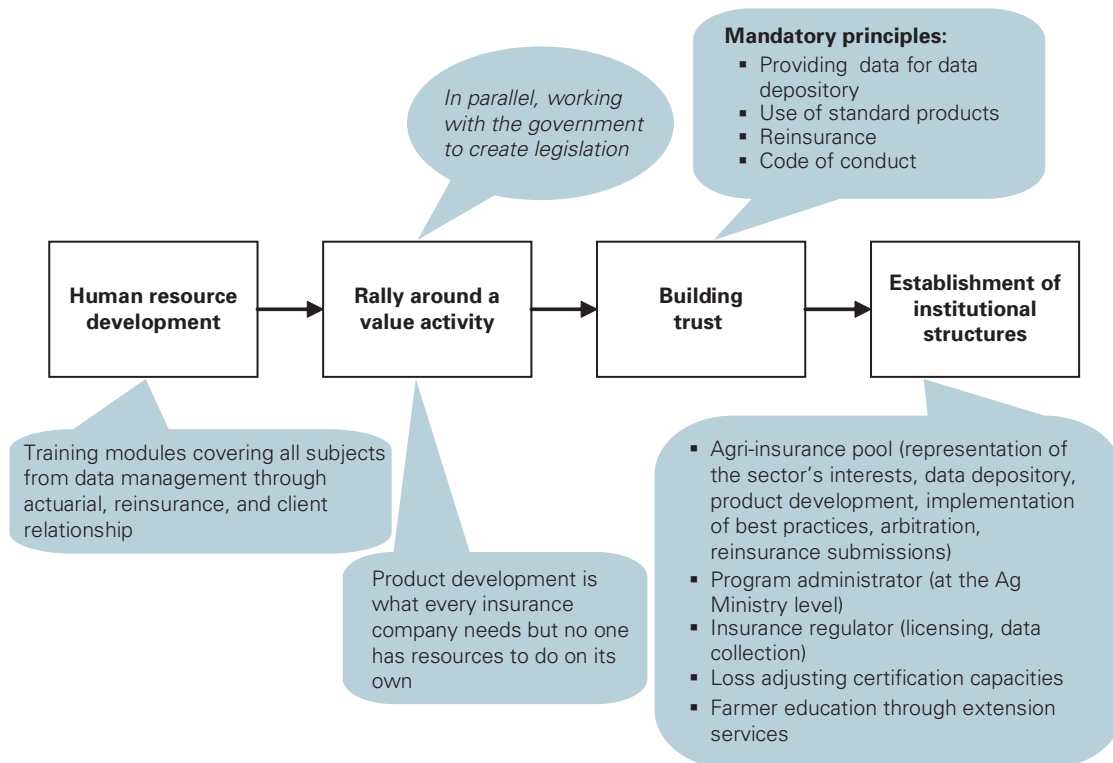 Mandatory principles:
▪ Providing data for data
depository
▪ Use of standard products
▪ Reinsurance
▪ Code of conduct
In parallel, working
with the government
to create legislation
Human resource
development
Rally around a
value activity
Building
trust
Establishment of
institutional
structures
Training modules covering all subjects
from data management through
actuarial, reinsurance, and client
relationship
Product development is
what every insurance
company needs but no one
has resources to do on its
own
▪ Agri-insurance pool (representation of
the sector's interests, data depository,
product development, implementation
of best practices, arbitration,
reinsurance submissions)
▪ Program administrator (at the Ag
Ministry level)
▪ Insurance regulator (licensing, data
collection)
▪ Loss adjusting certification capacities
▪ Farmer education through extension
services